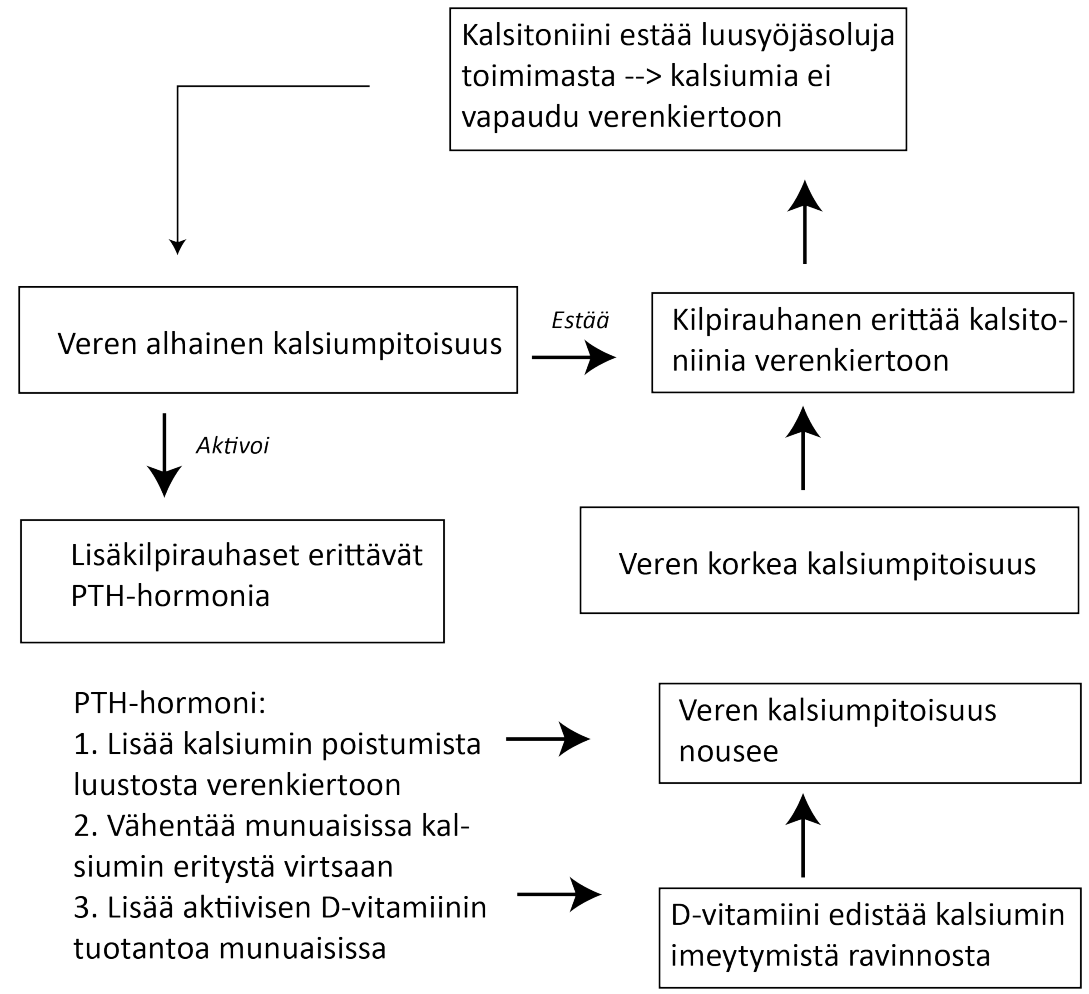 Kalsitoniini estää luusyöjäsoluja
toimimasta --> kalsiumia ei
vapaudu verenkiertoon
Veren alhainen kalsiumpitoisuus
Estää
Kilpirauhanen erittää kalsito-
niinia verenkiertoon
Aktivoi
Lisäkilpirauhaset erittävät
PTH-hormonia
Veren korkea kalsiumpitoisuus
PTH-hormoni:
1. Lisää kalsiumin poistumista
luustosta verenkiertoon
2. Vähentää munuaisissa kal-
siumin eritystä virtsaan
3. Lisää aktiivisen D-vitamiinin
tuotantoa munuaisissa
Veren kalsiumpitoisuus
nousee
D-vitamiini edistää kalsiumin
imeytymistä ravinnosta